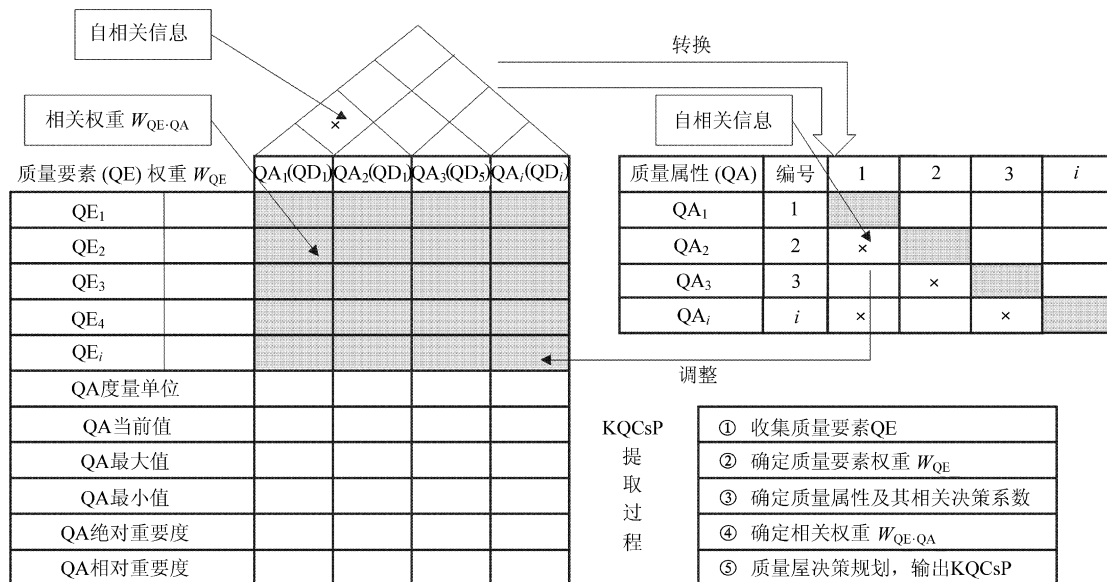 自相关信息
转换
相关权重 W_QE·QA
自相关信息
质量要素 (QE) 权重 W_QE QA₁(QD₁) QA₂(QD₁) QA₃(QD₅) QAᵢ(QDᵢ)
QE₁
QE₂
QE₃
QE₄
QEᵢ
QA度量单位
QA当前值
QA最大值
QA最小值
QA绝对重要度
QA相对重要度
×
质量属性 (QA) 编号 1 2 3 i
QA₁ 1
QA₂ 2 ×
QA₃ 3 ×
QAᵢ i × ×
调整
KQCsP
提
取
过
程
① 收集质量要素QE
② 确定质量要素权重 W_QE
③ 确定质量属性及其相关决策系数
④ 确定相关权重 W_QE·QA
⑤ 质量屋决策规划，输出KQCsP